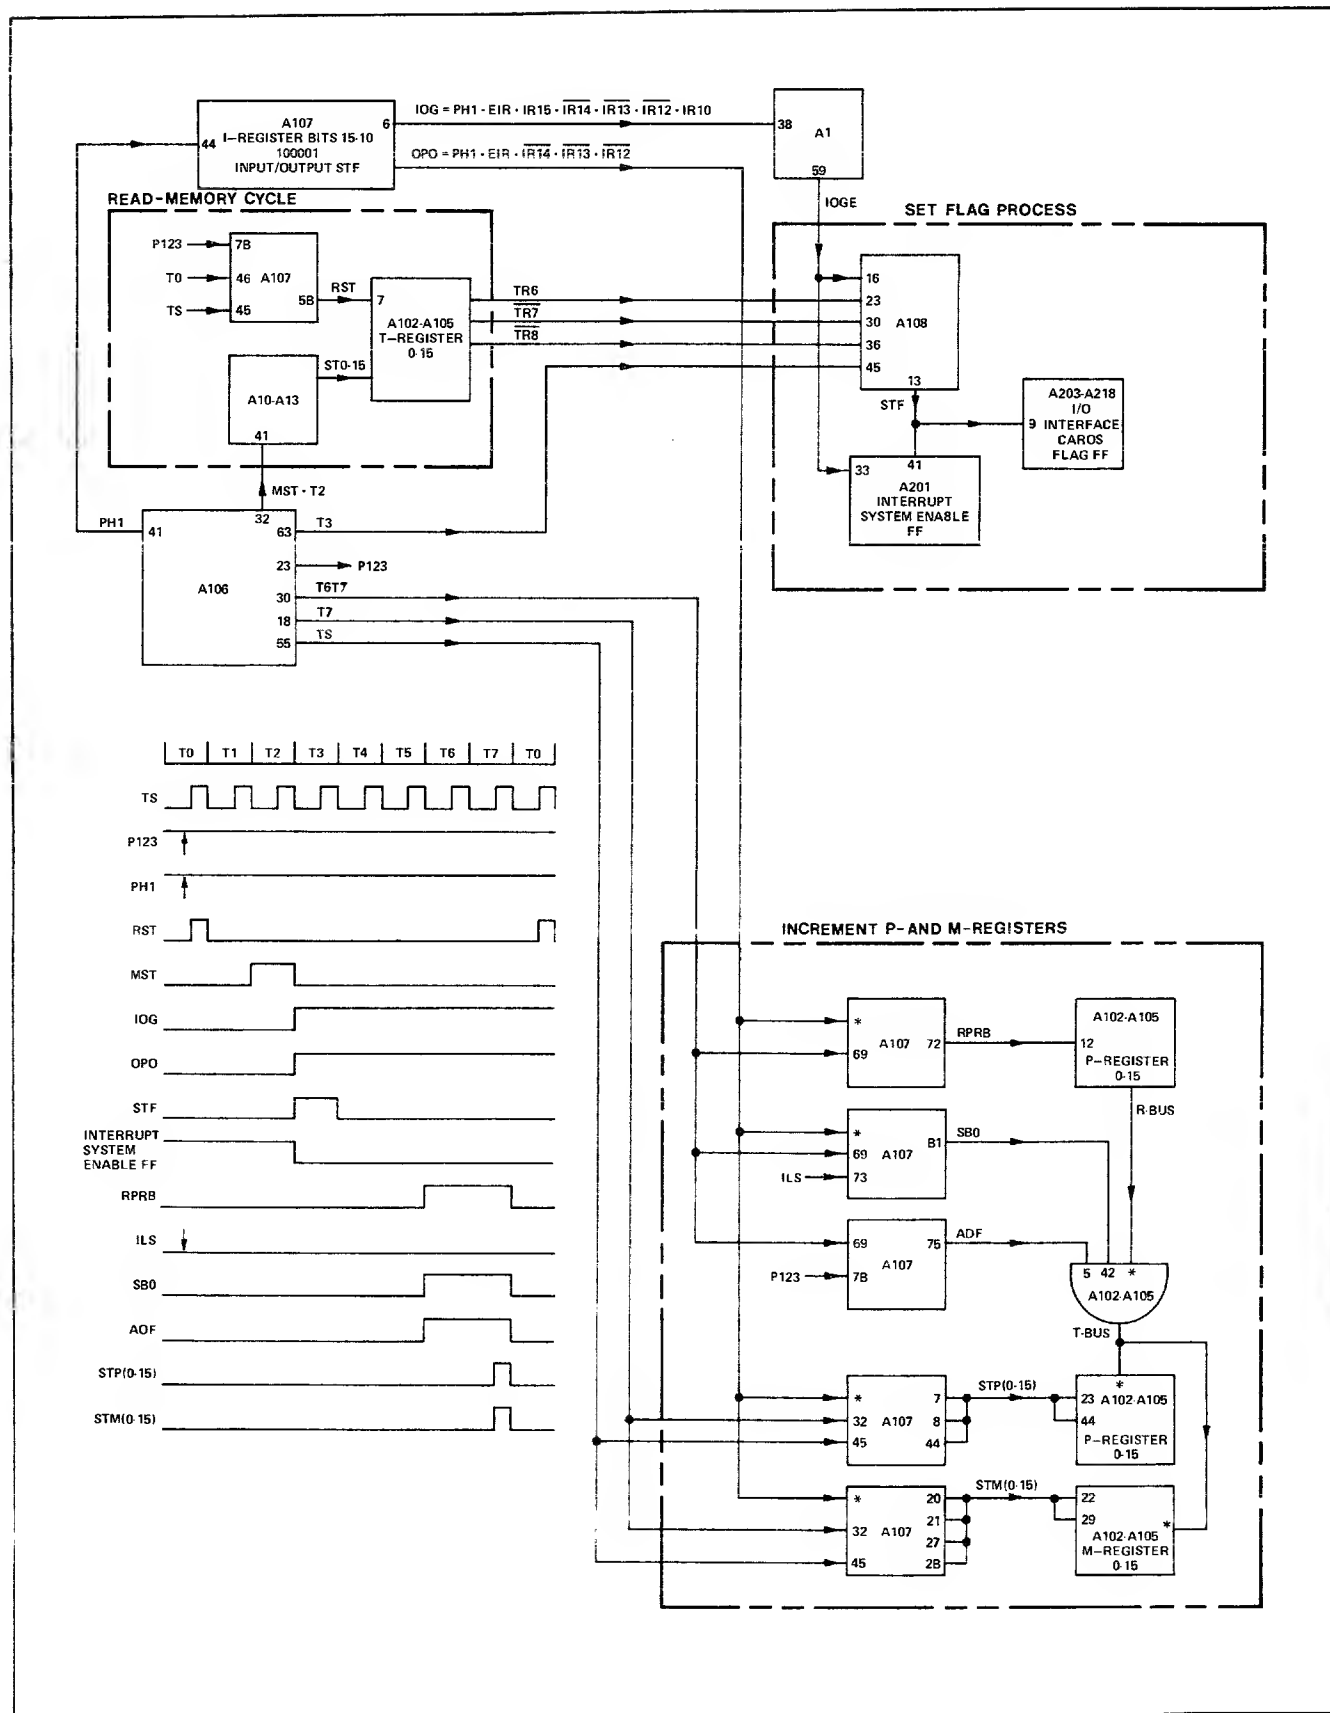 IOG = PH1 · EIR · IR15 · IR14 · IR13 · IR12 · IR10
OPO = PH1 · EIR · IR14 · IR13 · IR12
A107
I–REGISTER BITS 15-10
100001
INPUT/OUTPUT STF
44
6
38
A1
59
IOGE
READ-MEMORY CYCLE
P123
T0
TS
7B
46
45
A107
5B
RST
7
A102-A105
T–REGISTER
0-15
ST0-15
A10-A13
41
MST · T2
TR6
TR7
TR8
SET FLAG PROCESS
16
23
30
36
45
A108
13
STF
33
41
A201
INTERRUPT
SYSTEM ENA8LE
FF
9
A203-A218
I/O
INTERFACE
CAROS
FLAG FF
PH1
41
32
A106
63
23
30
18
55
T3
P123
T6T7
T7
TS
T0
T1
T2
T3
T4
T5
T6
T7
T0
TS
P123
PH1
RST
MST
IOG
OPO
STF
INTERRUPT
SYSTEM
ENABLE FF
RPRB
ILS
SB0
AOF
STP(0-15)
STM(0-15)
INCREMENT P- AND M-REGISTERS
*
69
A107
72
RPRB
A102-A105
12
P–REGISTER
0-15
R-BUS
*
69
ILS
73
A107
B1
SB0
69
P123
7B
A107
75
ADF
5
42
*
A102-A105
T-BUS
*
32
45
A107
7
8
44
STP(0-15)
*
23
A102-A105
44
P–REGISTER
0-15
*
32
45
A107
20
21
27
2B
STM(0-15)
22
29
*
A102-A105
M–REGISTER
0-15